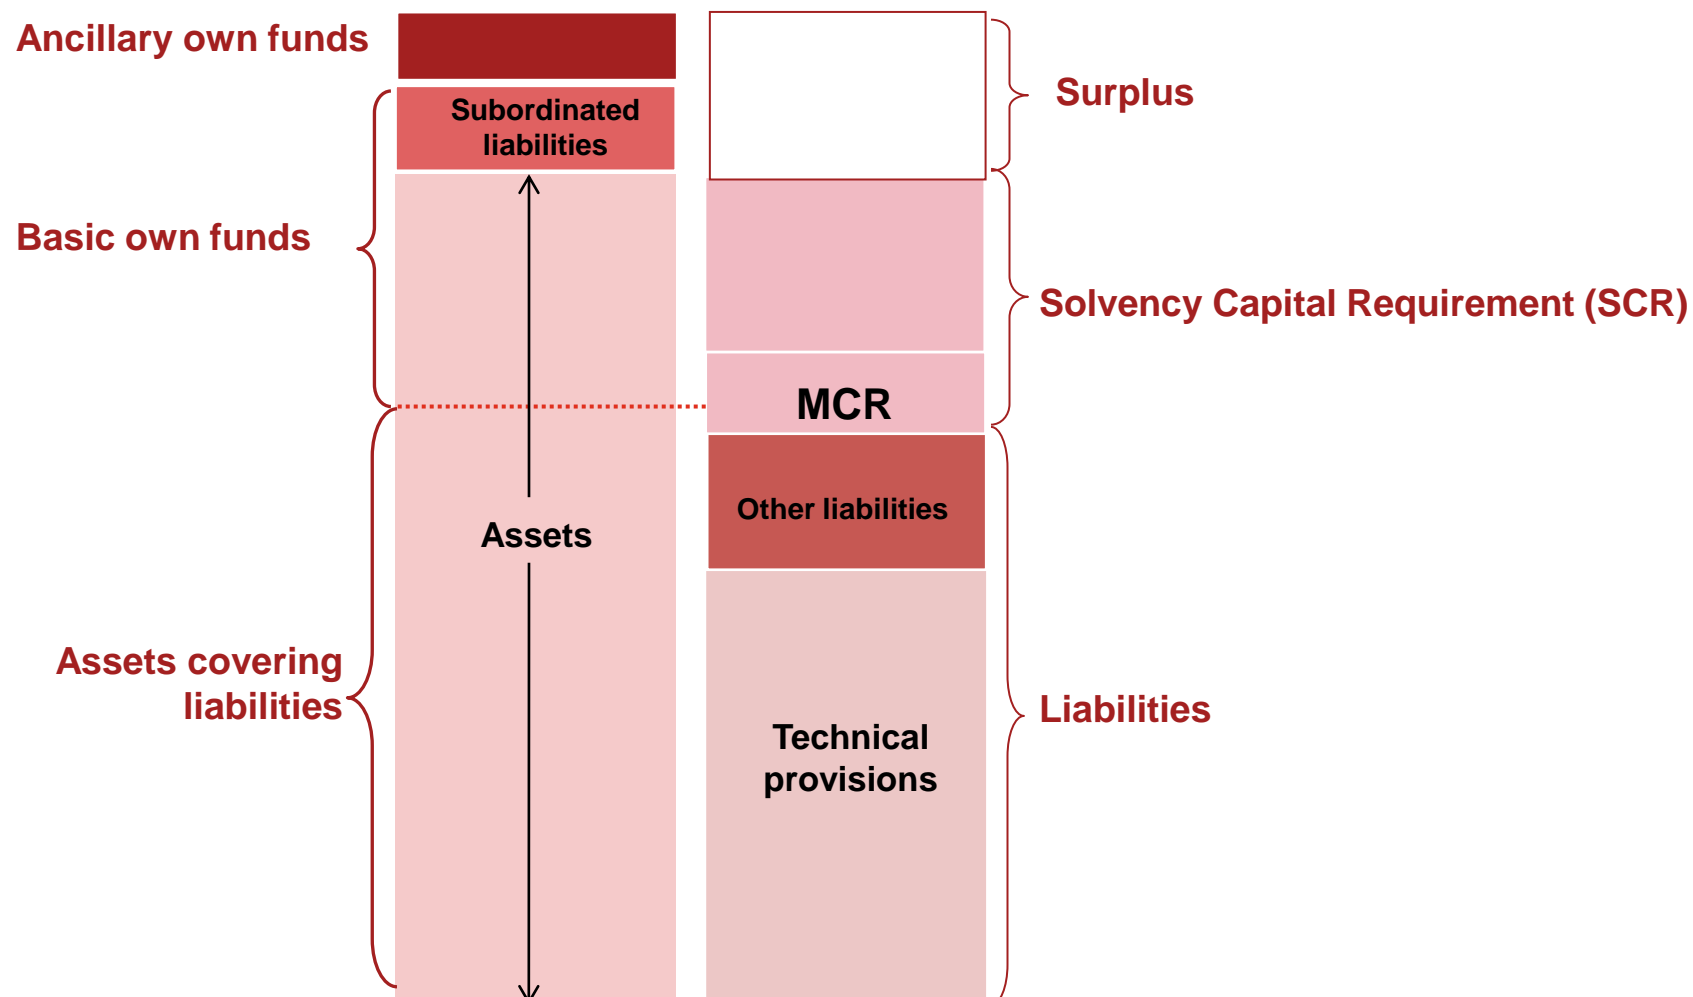 Ancillary own funds
Subordinated
liabilities
Surplus
Basic own funds
Solvency Capital Requirement (SCR)
MCR
Other liabilities
Assets
Assets covering
liabilities
Liabilities
Technical
provisions